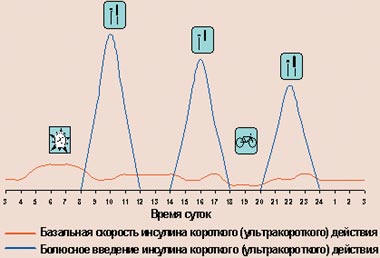 3 4 5 6 7 8 9 10 11 12 13 14 15 16 17 18 19 20 21 22 23 24 1 2 3
Время суток
Базальная скорость инсулина короткого (ультракороткого) действия
Болюсное введение инсулина короткого (ультракороткого) действия